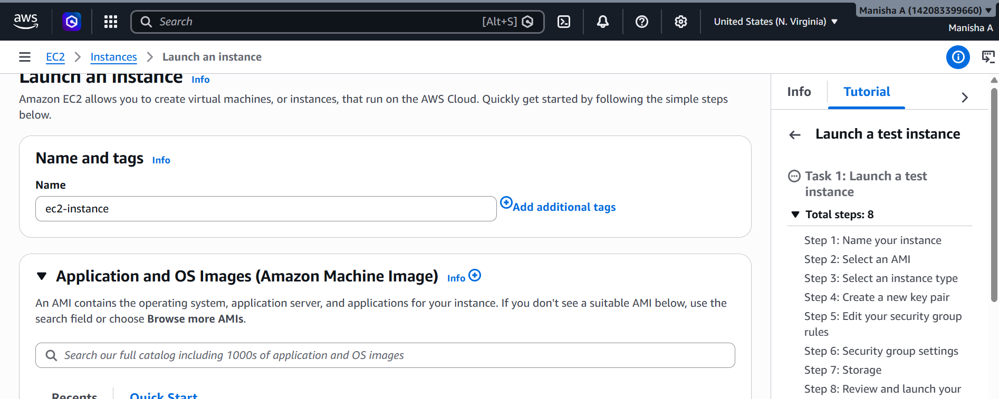 aws
Search
[Alt+S]
United States (N. Virginia)
Manisha A (142083399660)
Manisha A
EC2
Instances
Launch an instance
Launch an instance
Info
Amazon EC2 allows you to create virtual machines, or instances, that run on the AWS Cloud. Quickly get started by following the simple steps
below.
Name and tags
Info
Name
ec2-instance
Add additional tags
Application and OS Images (Amazon Machine Image)
Info
An AMI contains the operating system, application server, and applications for your instance. If you don't see a suitable AMI below, use the
search field or choose Browse more AMIs.
Search our full catalog including 1000s of application and OS images
Recents
Quick Start
Info
Tutorial
Launch a test instance
Task 1: Launch a test
instance
Total steps: 8
Step 1: Name your instance
Step 2: Select an AMI
Step 3: Select an instance type
Step 4: Create a new key pair
Step 5: Edit your security group
rules
Step 6: Security group settings
Step 7: Storage
Step 8: Review and launch your